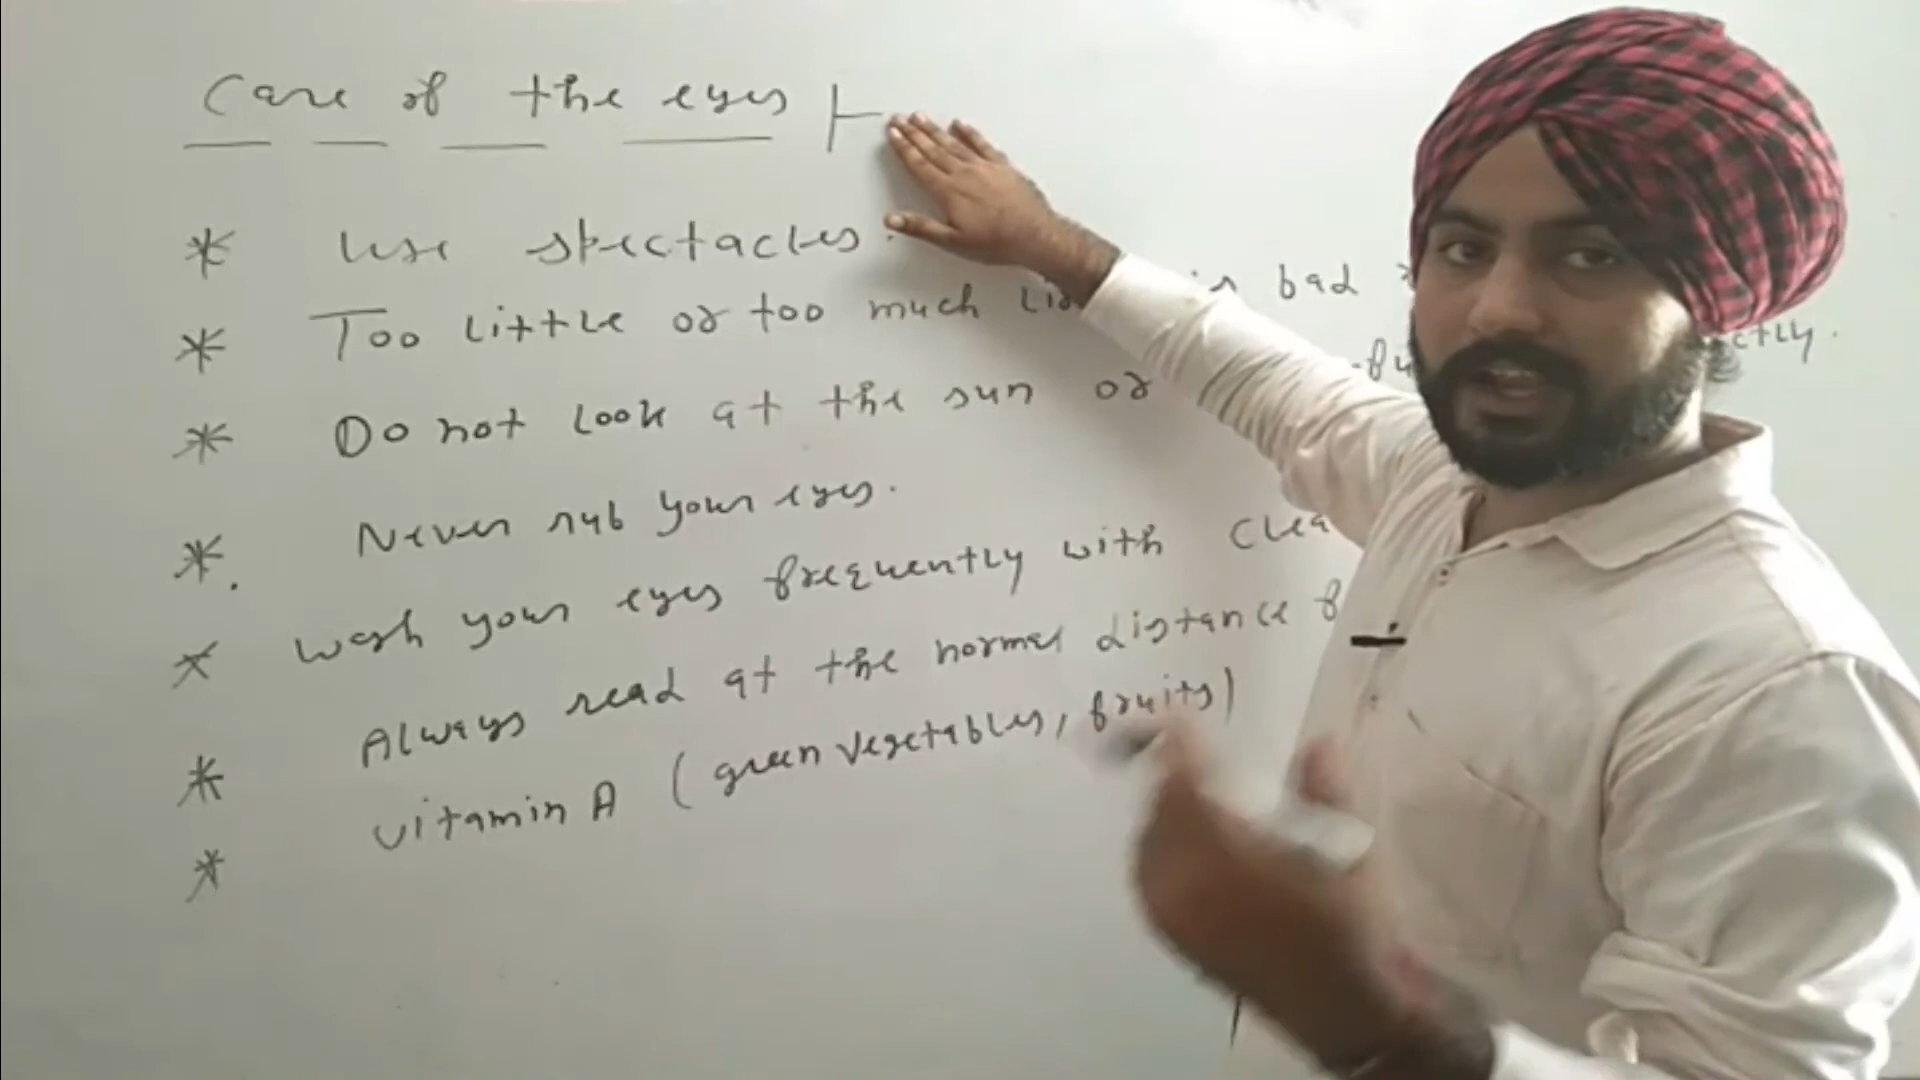 Care of the eyes :-
* Use spectacles.
* Too little or too much is bad
* Do not look at the sun or
*. Never rub your eyes.
* Wash your eyes frequently with
* Always read at the normal distance
* Vitamin A (green vegetables, fruits)